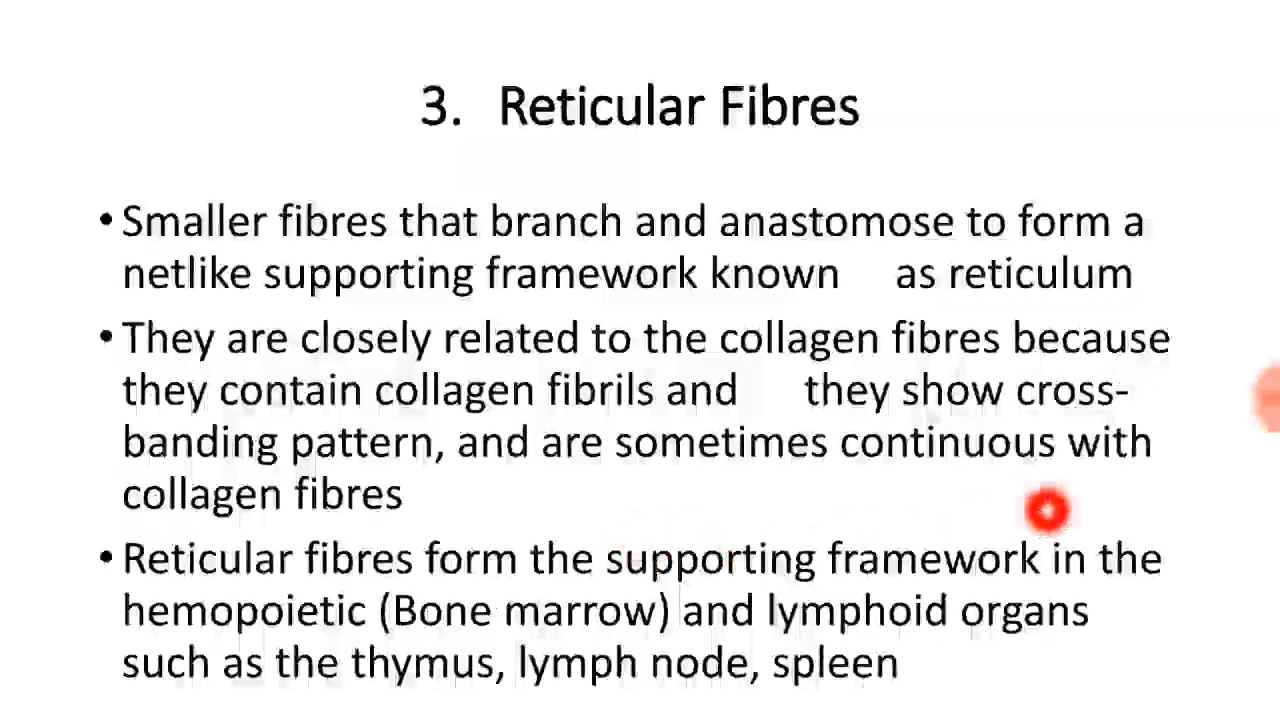 3. Reticular Fibres
• Smaller fibres that branch and anastomose to form a
netlike supporting framework known as reticulum
• They are closely related to the collagen fibres because
they contain collagen fibrils and they show cross-
banding pattern, and are sometimes continuous with
collagen fibres
• Reticular fibres form the supporting framework in the
hemopoietic (Bone marrow) and lymphoid organs
such as the thymus, lymph node, spleen